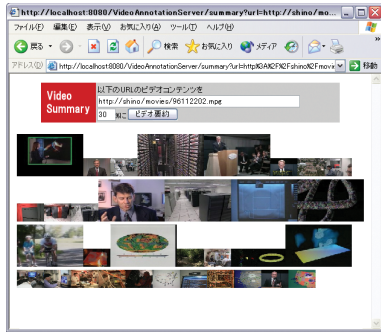 http://localhost:8080/VideoAnnotationServer/summary?url=http://shino/mo...
ファイル(F) 編集(E) 表示(V) お気に入り(A) ツール(T) ヘルプ(H)
戻る 検索 お気に入り メディア
アドレス(D) http://localhost:8080/VideoAnnotationServer/summary?url=http%3A%2F%2Fshino%2Fmovi 移動
Video
Summary
以下のURLのビデオコンテンツを
http://shino/movies/96112202.mpg
30 %に ビデオ要約